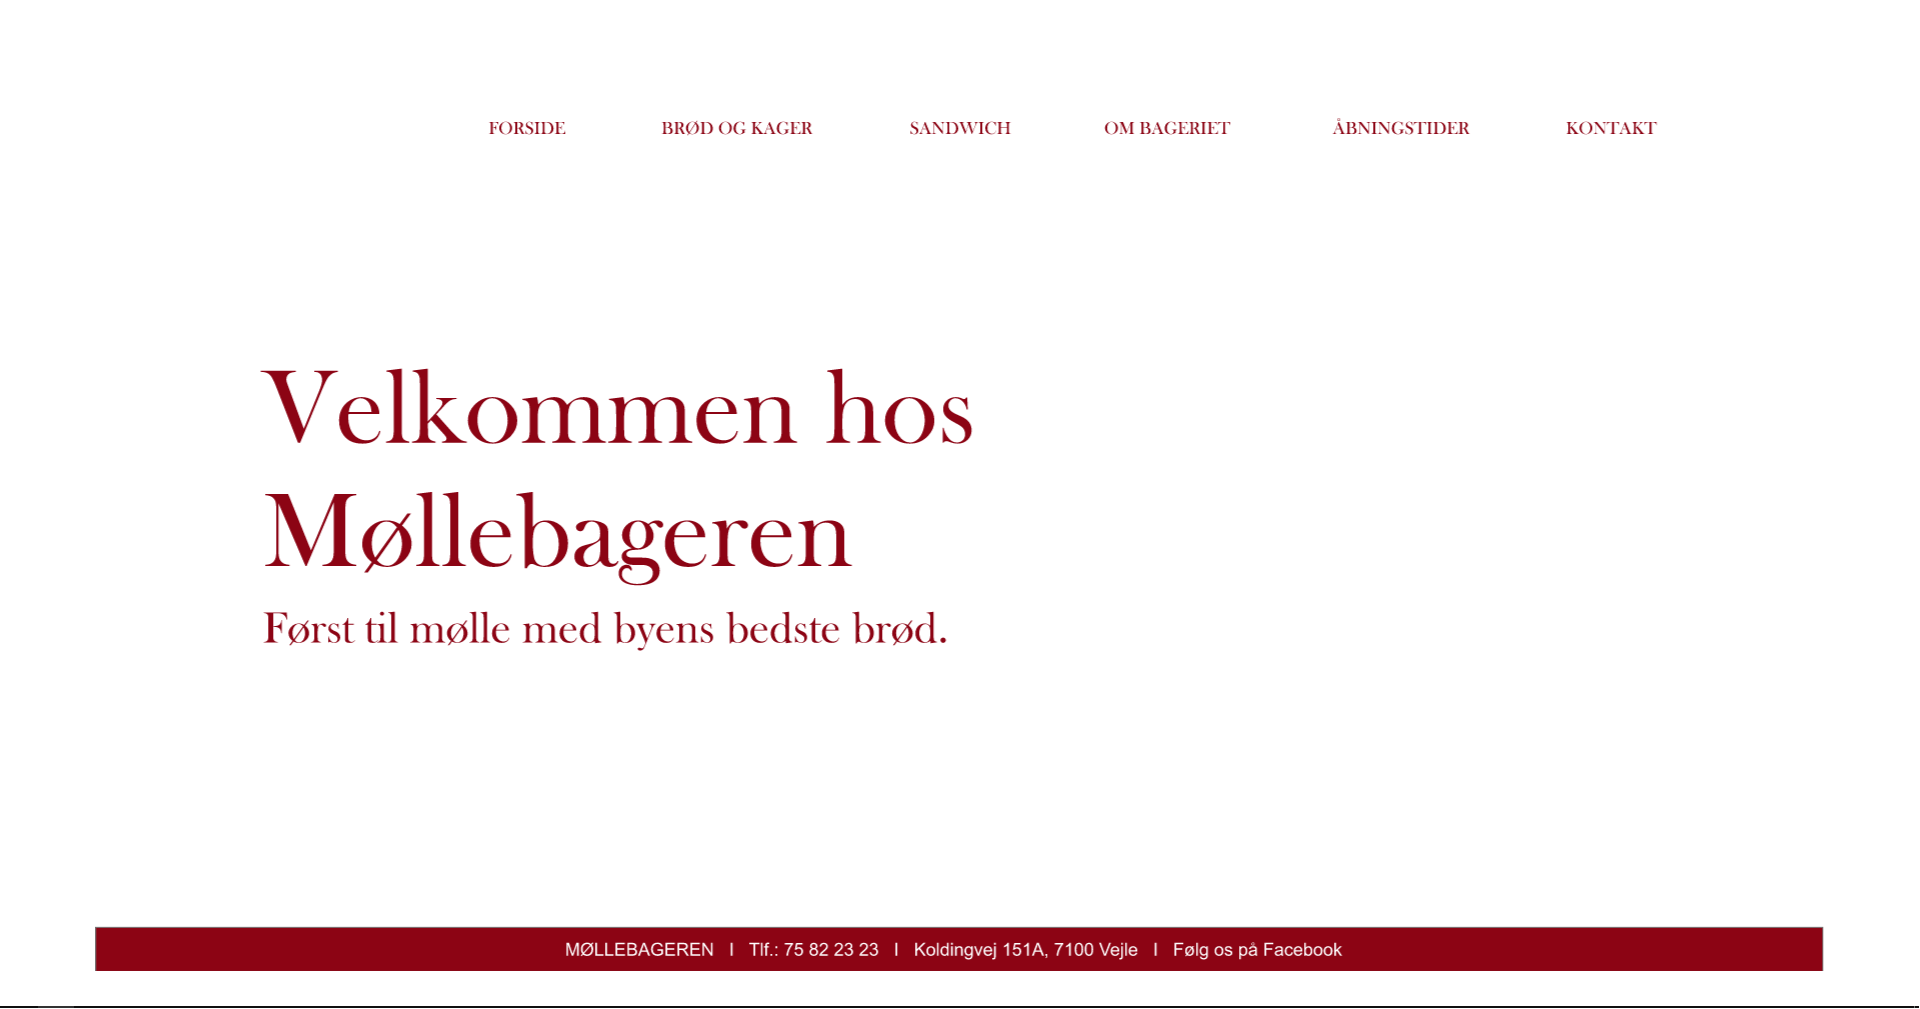 FORSIDE BRØD OG KAGER SANDWICH OM BAGERIET ÅBNINGSTIDER KONTAKT
Velkommen hos
Møllebageren
Først til mølle med byens bedste brød.
MØLLEBAGEREN I Tlf.: 75 82 23 23 I Koldingvej 151A, 7100 Vejle I Følg os på Facebook